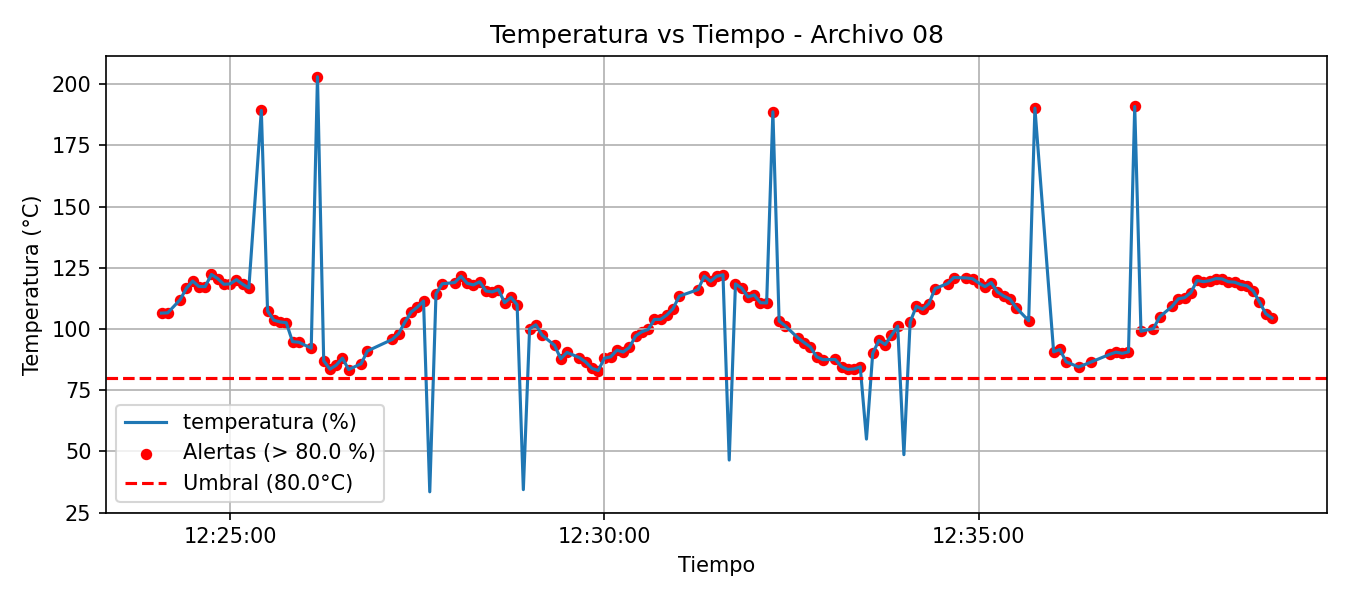 Temperatura vs Tiempo - Archivo 08
Temperatura (°C)
200
175
150
125
100
75
50
25
temperatura (%)
Alertas (> 80.0 %)
Umbral (80.0°C)
12:25:00
12:30:00
12:35:00
Tiempo